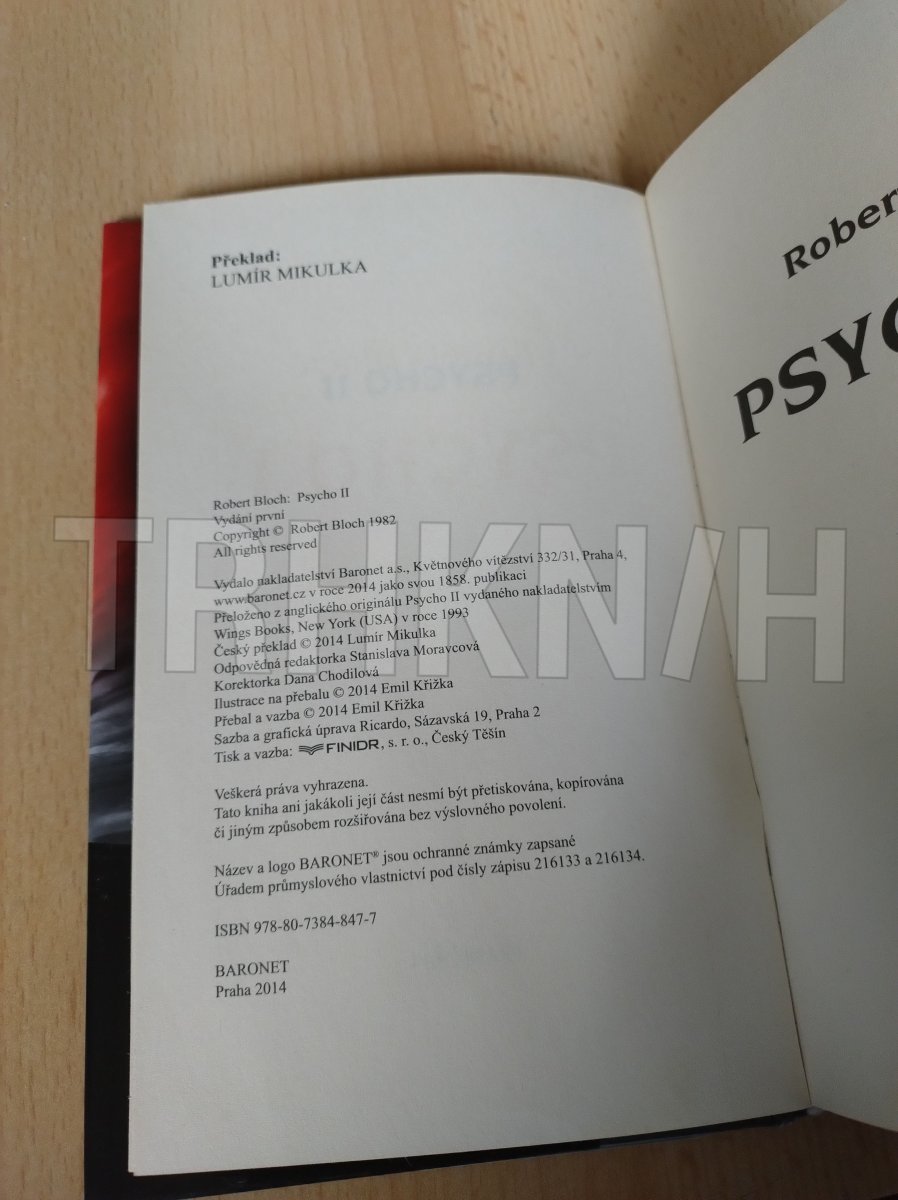 Překlad:
LUMÍR MIKULKA
PSYCHO II
Robert Bloch: Psycho II
Vydání první
Copyright © Robert Bloch 1982
All rights reserved
Vydalo nakladatelství Baronet a.s., Květnového vítězství 332/31, Praha 4,
www.baronet.cz v roce 2014 jako svou 1858. publikaci
Přeloženo z anglického originálu Psycho II vydaného nakladatelstvím
Wings Books, New York (USA) v roce 1993
Český překlad © 2014 Lumír Mikulka
Odpovědná redaktorka Stanislava Moravcová
Korektorka Dana Chodilová
Ilustrace na přebalu © 2014 Emil Křižka
Přebal a vazba © 2014 Emil Křižka
Sazba a grafická úprava Ricardo, Sázavská 19, Praha 2
Tisk a vazba: FINIDR, s. r. o., Český Těšín
Veškerá práva vyhrazena.
Tato kniha ani jakákoli její část nesmí být přetiskována, kopírována
či jiným způsobem rozšiřována bez výslovného povolení.
Název a logo BARONET® jsou ochranné známky zapsané
Úřadem průmyslového vlastnictví pod čísly zápisu 216133 a 216134.
ISBN 978-80-7384-847-7
BARONET
Praha 2014
Rober
PSYC